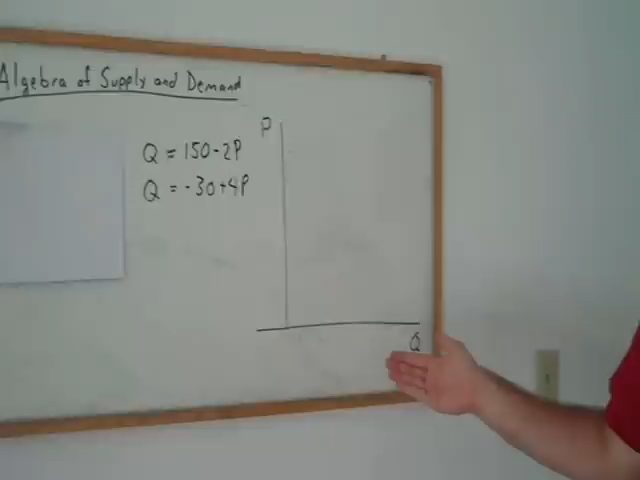 Algebra of Supply and Demand
P
Q = 150-2P
Q = -30+4P
Q